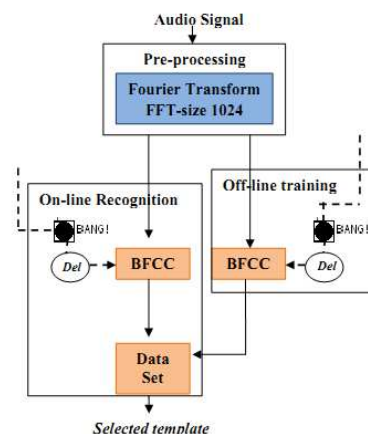 Audio Signal
Pre-processing
Fourier Transform
FFT-size 1024
On-line Recognition
Off-line training
BANG!
BANG!
Del
BFCC
BFCC
Del
Data
Set
Selected template